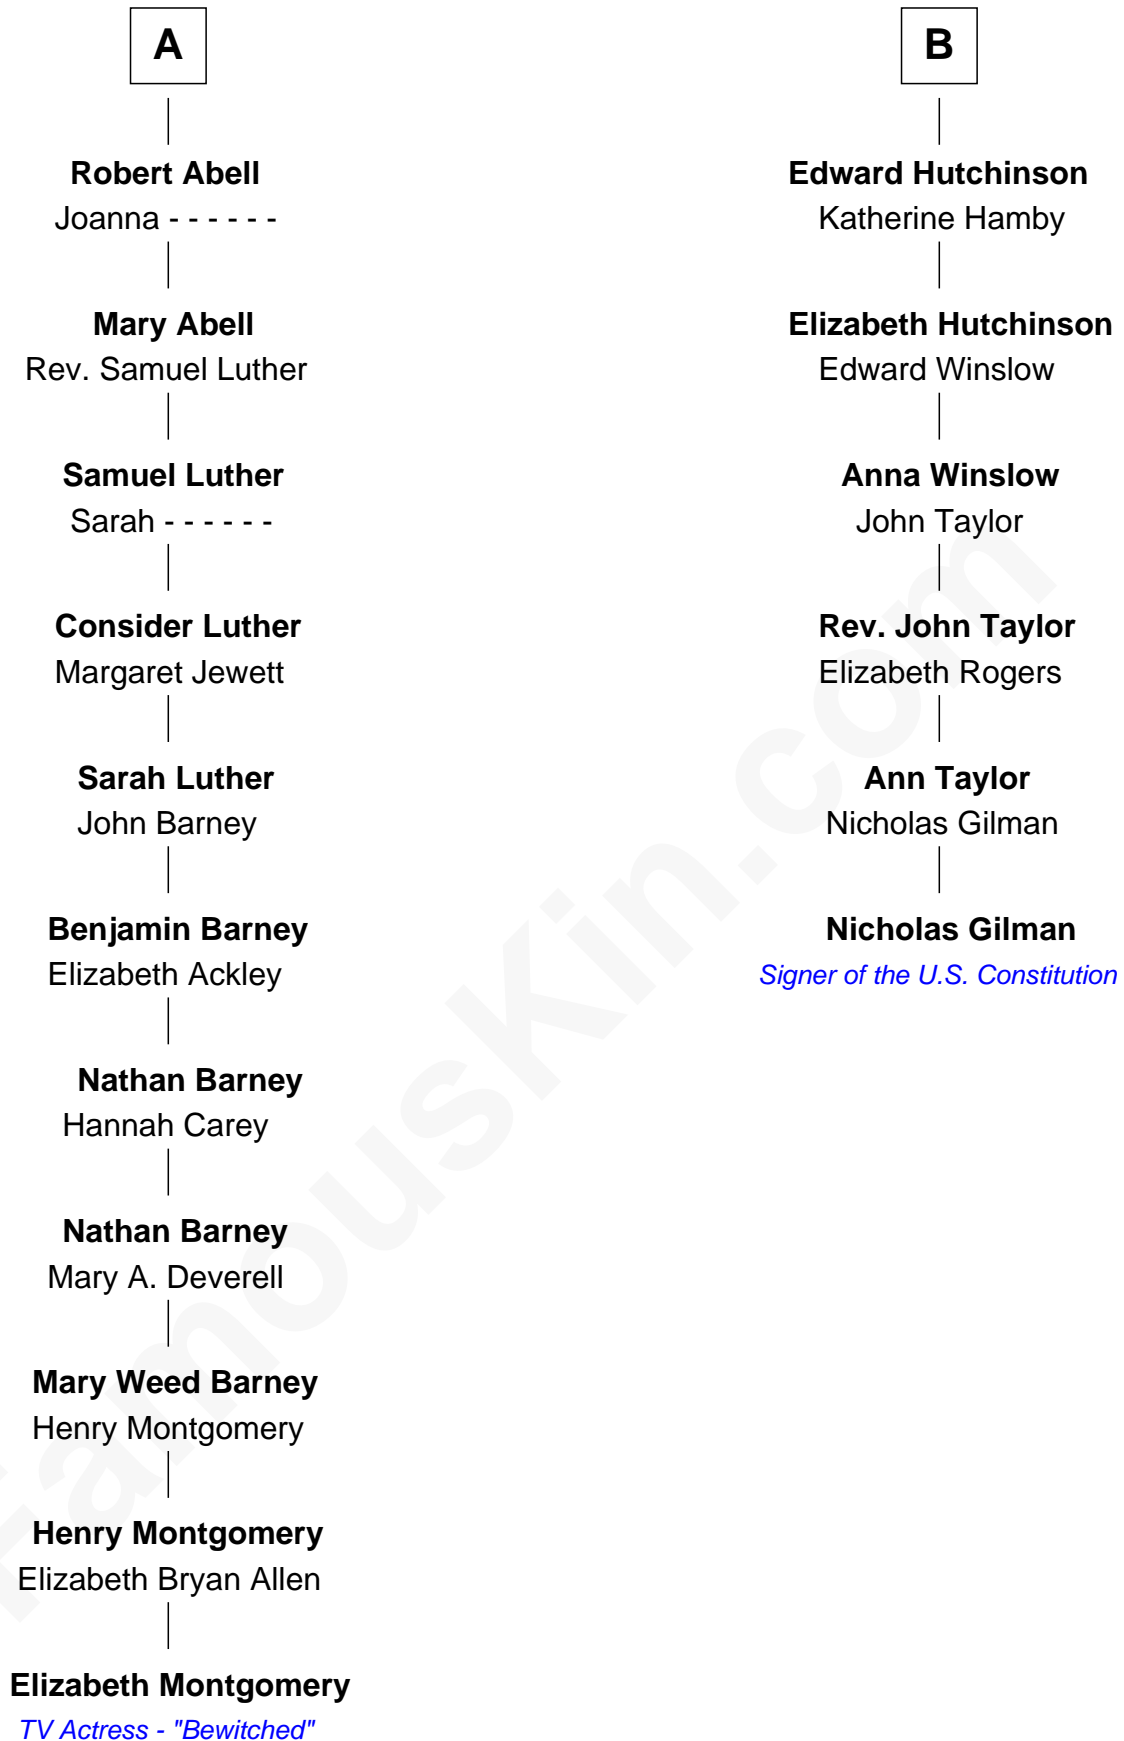 A
Robert Abell
Joanna - - - - - -
Mary Abell
Rev. Samuel Luther
Samuel Luther
Sarah - - - - - -
Consider Luther
Margaret Jewett
Sarah Luther
John Barney
Benjamin Barney
Elizabeth Ackley
Nathan Barney
Hannah Carey
Nathan Barney
Mary A. Deverell
Mary Weed Barney
Henry Montgomery
Henry Montgomery
Elizabeth Bryan Allen
Elizabeth Montgomery
TV Actress - "Bewitched"
B
Edward Hutchinson
Katherine Hamby
Elizabeth Hutchinson
Edward Winslow
Anna Winslow
John Taylor
Rev. John Taylor
Elizabeth Rogers
Ann Taylor
Nicholas Gilman
Nicholas Gilman
Signer of the U.S. Constitution
FamousKin.com